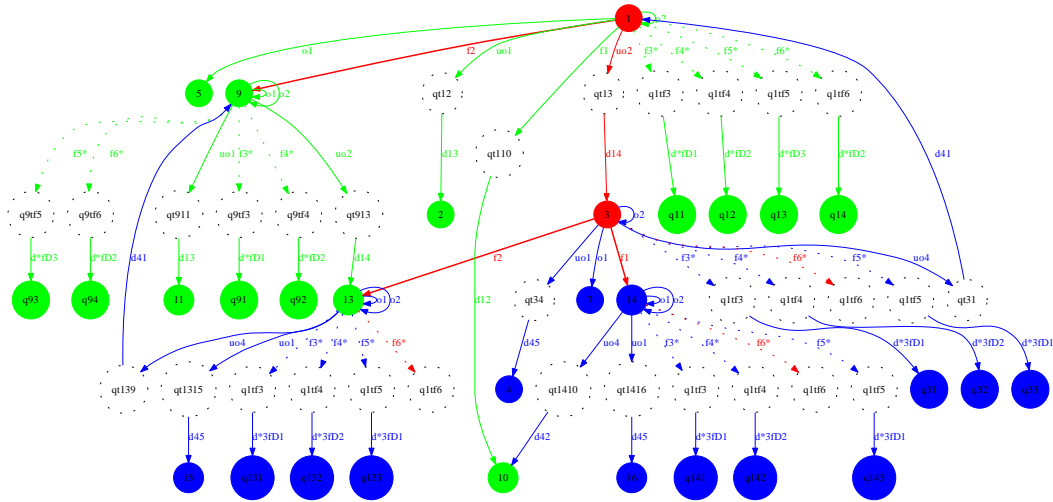 1
o2
o1
f2
uo1
f1
uo2
f3*
f4*
f5*
f6*
5
9
o1
o2
qt12
qt13
q1tf3
q1tf4
q1tf5
q1tf6
d41
f5*
f6*
uo1
f3*
f4*
uo2
d13
qt110
d14
d*fD1
d*fD2
d*fD3
d*fD2
q9tf5
q9tf6
qt911
q9tf3
q9tf4
qt913
2
3
o2
q11
q12
q13
q14
d41
d*fD3
d*fD2
d13
d*fD1
d*fD2
d14
f2
uo1
o1
f1
f3*
f4*
f6*
f5*
uo4
q93
q94
11
q91
q92
13
o1
o2
d12
qt34
7
14
o1
o2
q1tf3
q1tf4
q1tf6
q1tf5
qt31
uo4
uo1
f3*
f4*
f5*
f6*
d45
uo4
uo1
f3*
f4*
f6*
f5*
d*3fD1
d*3fD2
d*3fD1
qt139
qt1315
q1tf3
q1tf4
q1tf5
q1tf6
4
qt1410
qt1416
q1tf3
q1tf4
q1tf6
q1tf5
q31
q32
q33
d45
d*3fD1
d*3fD2
d*3fD1
d42
d45
d*3fD1
d*3fD2
d*3fD1
15
q131
q132
q133
10
16
q141
q142
q143